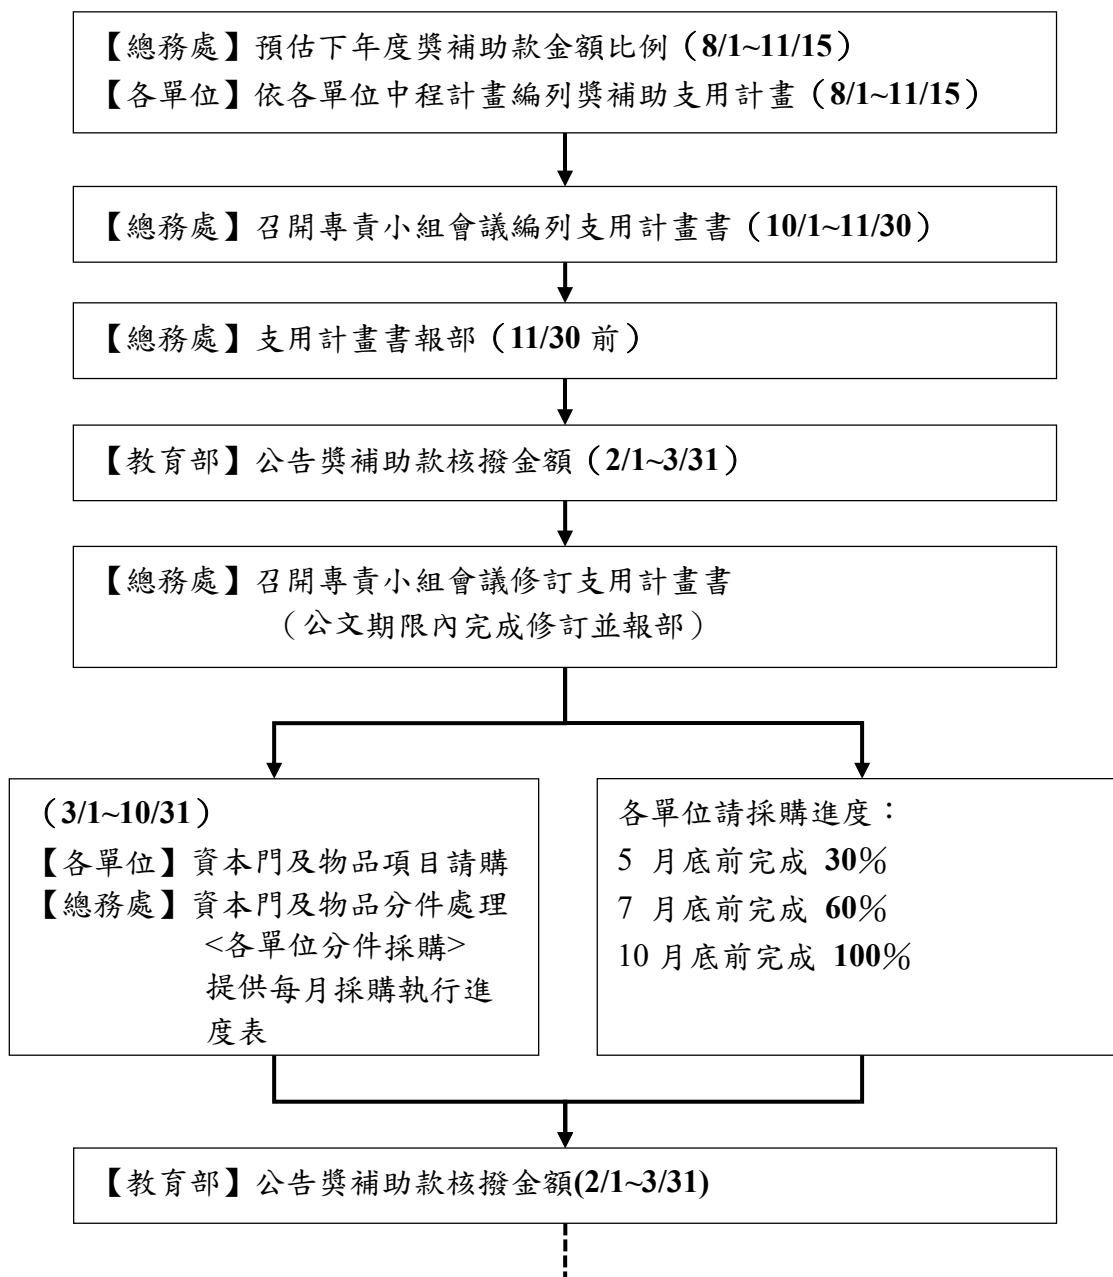 【總務處】預估下年度獎補助款金額比例（8/1~11/15）
【各單位】依各單位中程計畫編列獎補助支用計畫（8/1~11/15）
【總務處】召開專責小組會議編列支用計畫書（10/1~11/30）
【總務處】支用計畫書報部（11/30 前）
【教育部】公告獎補助款核撥金額（2/1~3/31）
【總務處】召開專責小組會議修訂支用計畫書
（公文期限內完成修訂並報部）
（3/1~10/31）
【各單位】資本門及物品項目請購
【總務處】資本門及物品分件處理
<各單位分件採購>
提供每月採購執行進
度表
各單位請採購進度：
5 月底前完成 30％
7 月底前完成 60％
10 月底前完成 100％
【教育部】公告獎補助款核撥金額(2/1~3/31)